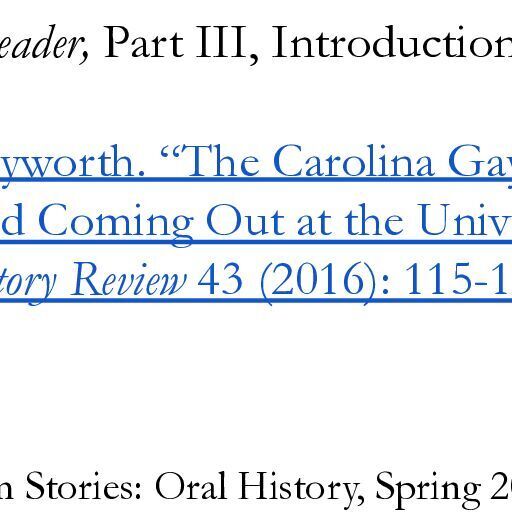 eader, Part III, Introduction
yworth. “The Carolina Gay
d Coming Out at the Univ
tory Review 43 (2016): 115-1
n Stories: Oral History, Spring 20